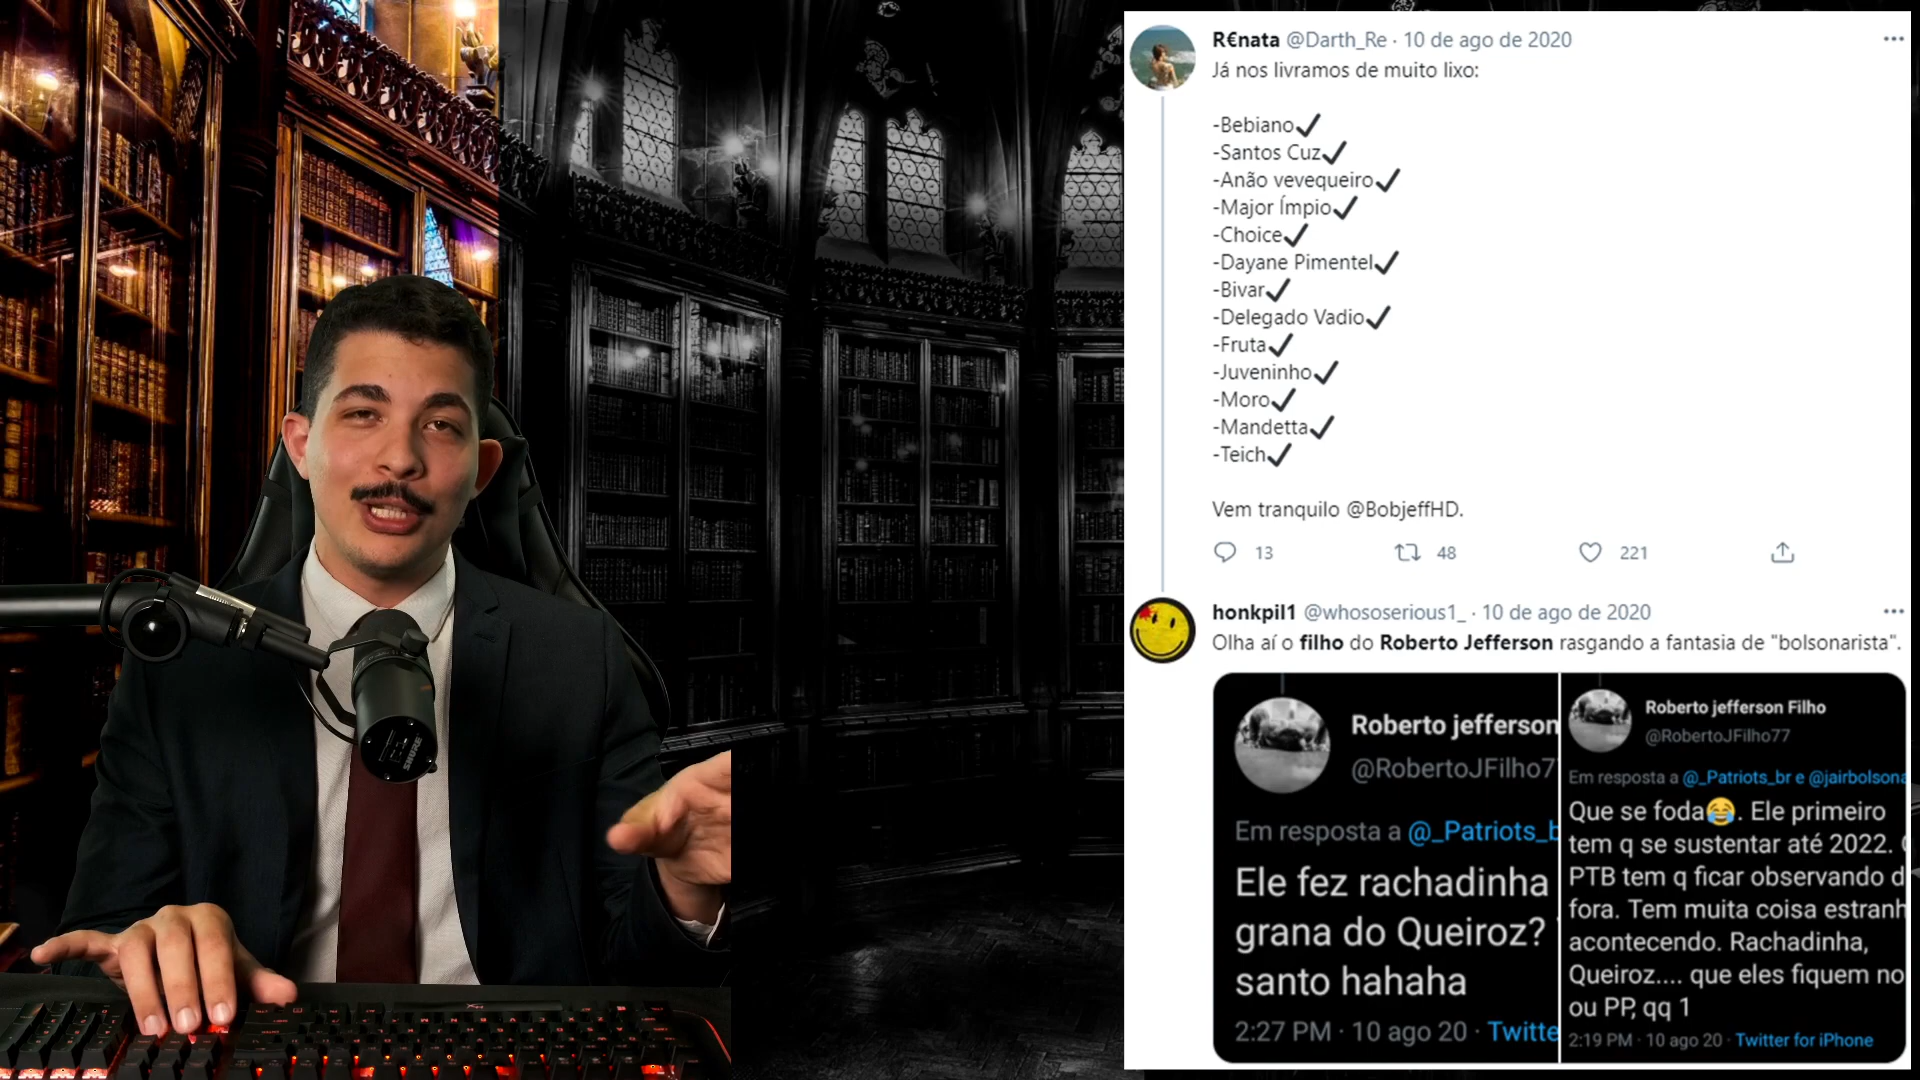 R€nata @Darth_Re · 10 de ago de 2020
Já nos livramos de muito lixo:
-Bebiano✔
-Santos Cuz✔
-Anão vevequeiro✔
-Major Ímpio✔
-Choice✔
-Dayane Pimentel✔
-Bivar✔
-Delegado Vadio✔
-Fruta✔
-Juveninho✔
-Moro✔
-Mandetta✔
-Teich✔
Vem tranquilo @BobjeffHD.
13 48 221
honkpil1 @whososerious1_ · 10 de ago de 2020
Olha aí o filho do Roberto Jefferson rasgando a fantasia de "bolsonarista".
Roberto jefferson
@RobertoJFilho7
Em resposta a @_Patriots_b
Ele fez rachadinha
grana do Queiroz?
santo hahaha
2:27 PM · 10 ago 20 · Twitte
Roberto jefferson Filho
@RobertoJFilho77
Em resposta a @_Patriots_br e @jairbolsona
Que se foda😂. Ele primeiro
tem q se sustentar até 2022.
PTB tem q ficar observando d
fora. Tem muita coisa estranh
acontecendo. Rachadinha,
Queiroz.... que eles fiquem no
ou PP, qq 1
2:19 PM · 10 ago 20 · Twitter for iPhone
SHURE